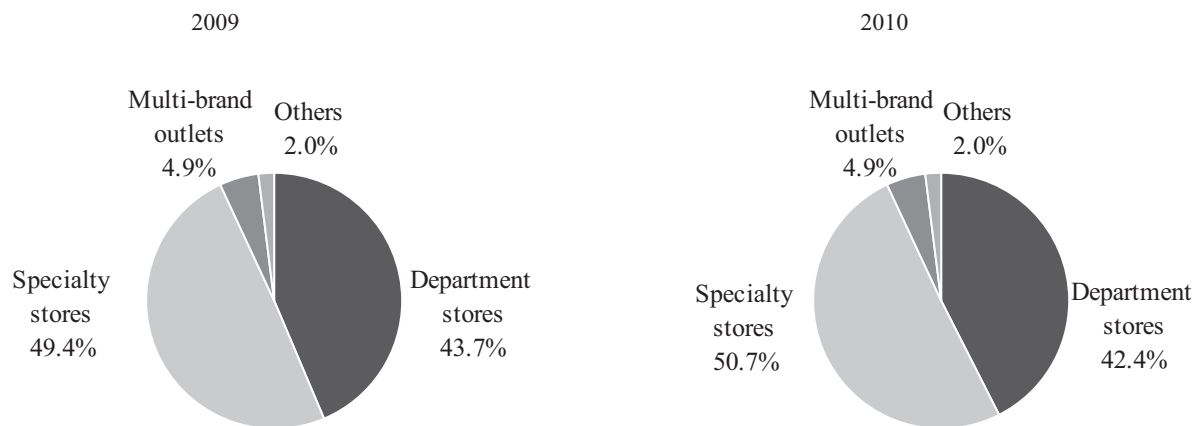 2009
Multi-brand
outlets
4.9%
Others
2.0%
Specialty
stores
49.4%
Department
stores
43.7%
2010
Multi-brand
outlets
4.9%
Others
2.0%
Specialty
stores
50.7%
Department
stores
42.4%